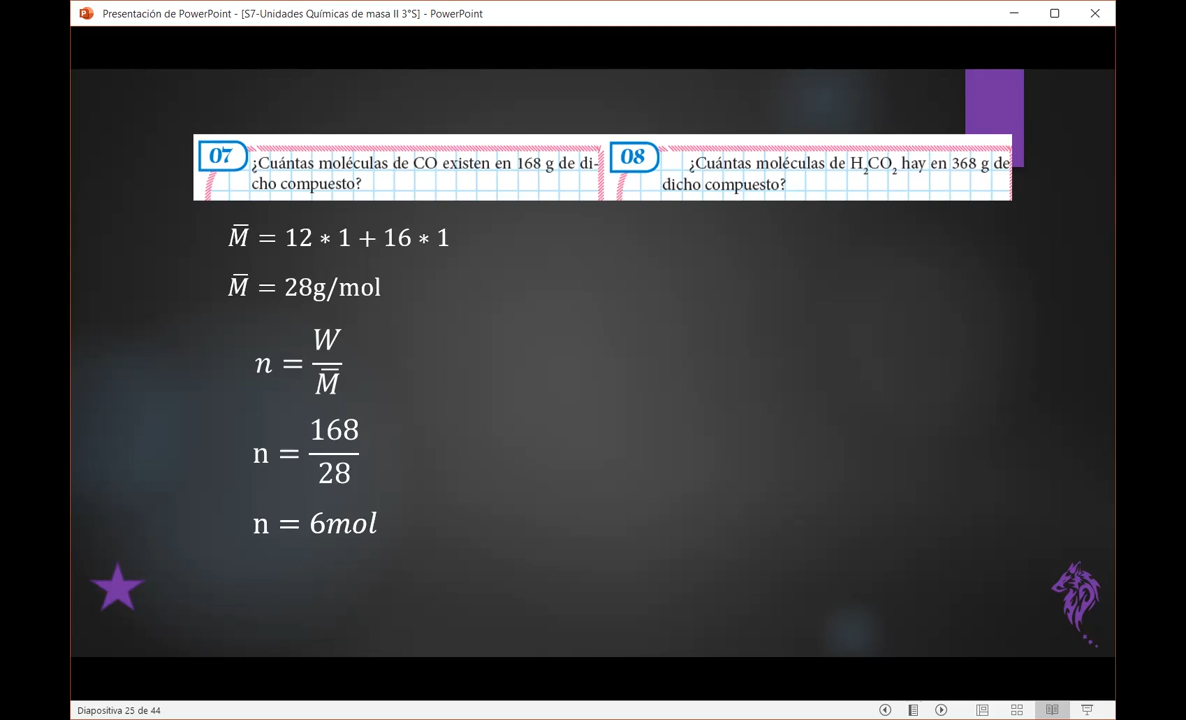 Presentación de PowerPoint - [S7-Unidades Químicas de masa II 3°S] - PowerPoint
07
¿Cuántas moléculas de CO existen en 168 g de di-
cho compuesto?
08
¿Cuántas moléculas de H₂CO₂ hay en 368 g de
dicho compuesto?
M̅ = 12 ∗ 1 + 16 ∗ 1
M̅ = 28g/mol
n = W/M̅
n = 168/28
n = 6mol
Diapositiva 25 de 44